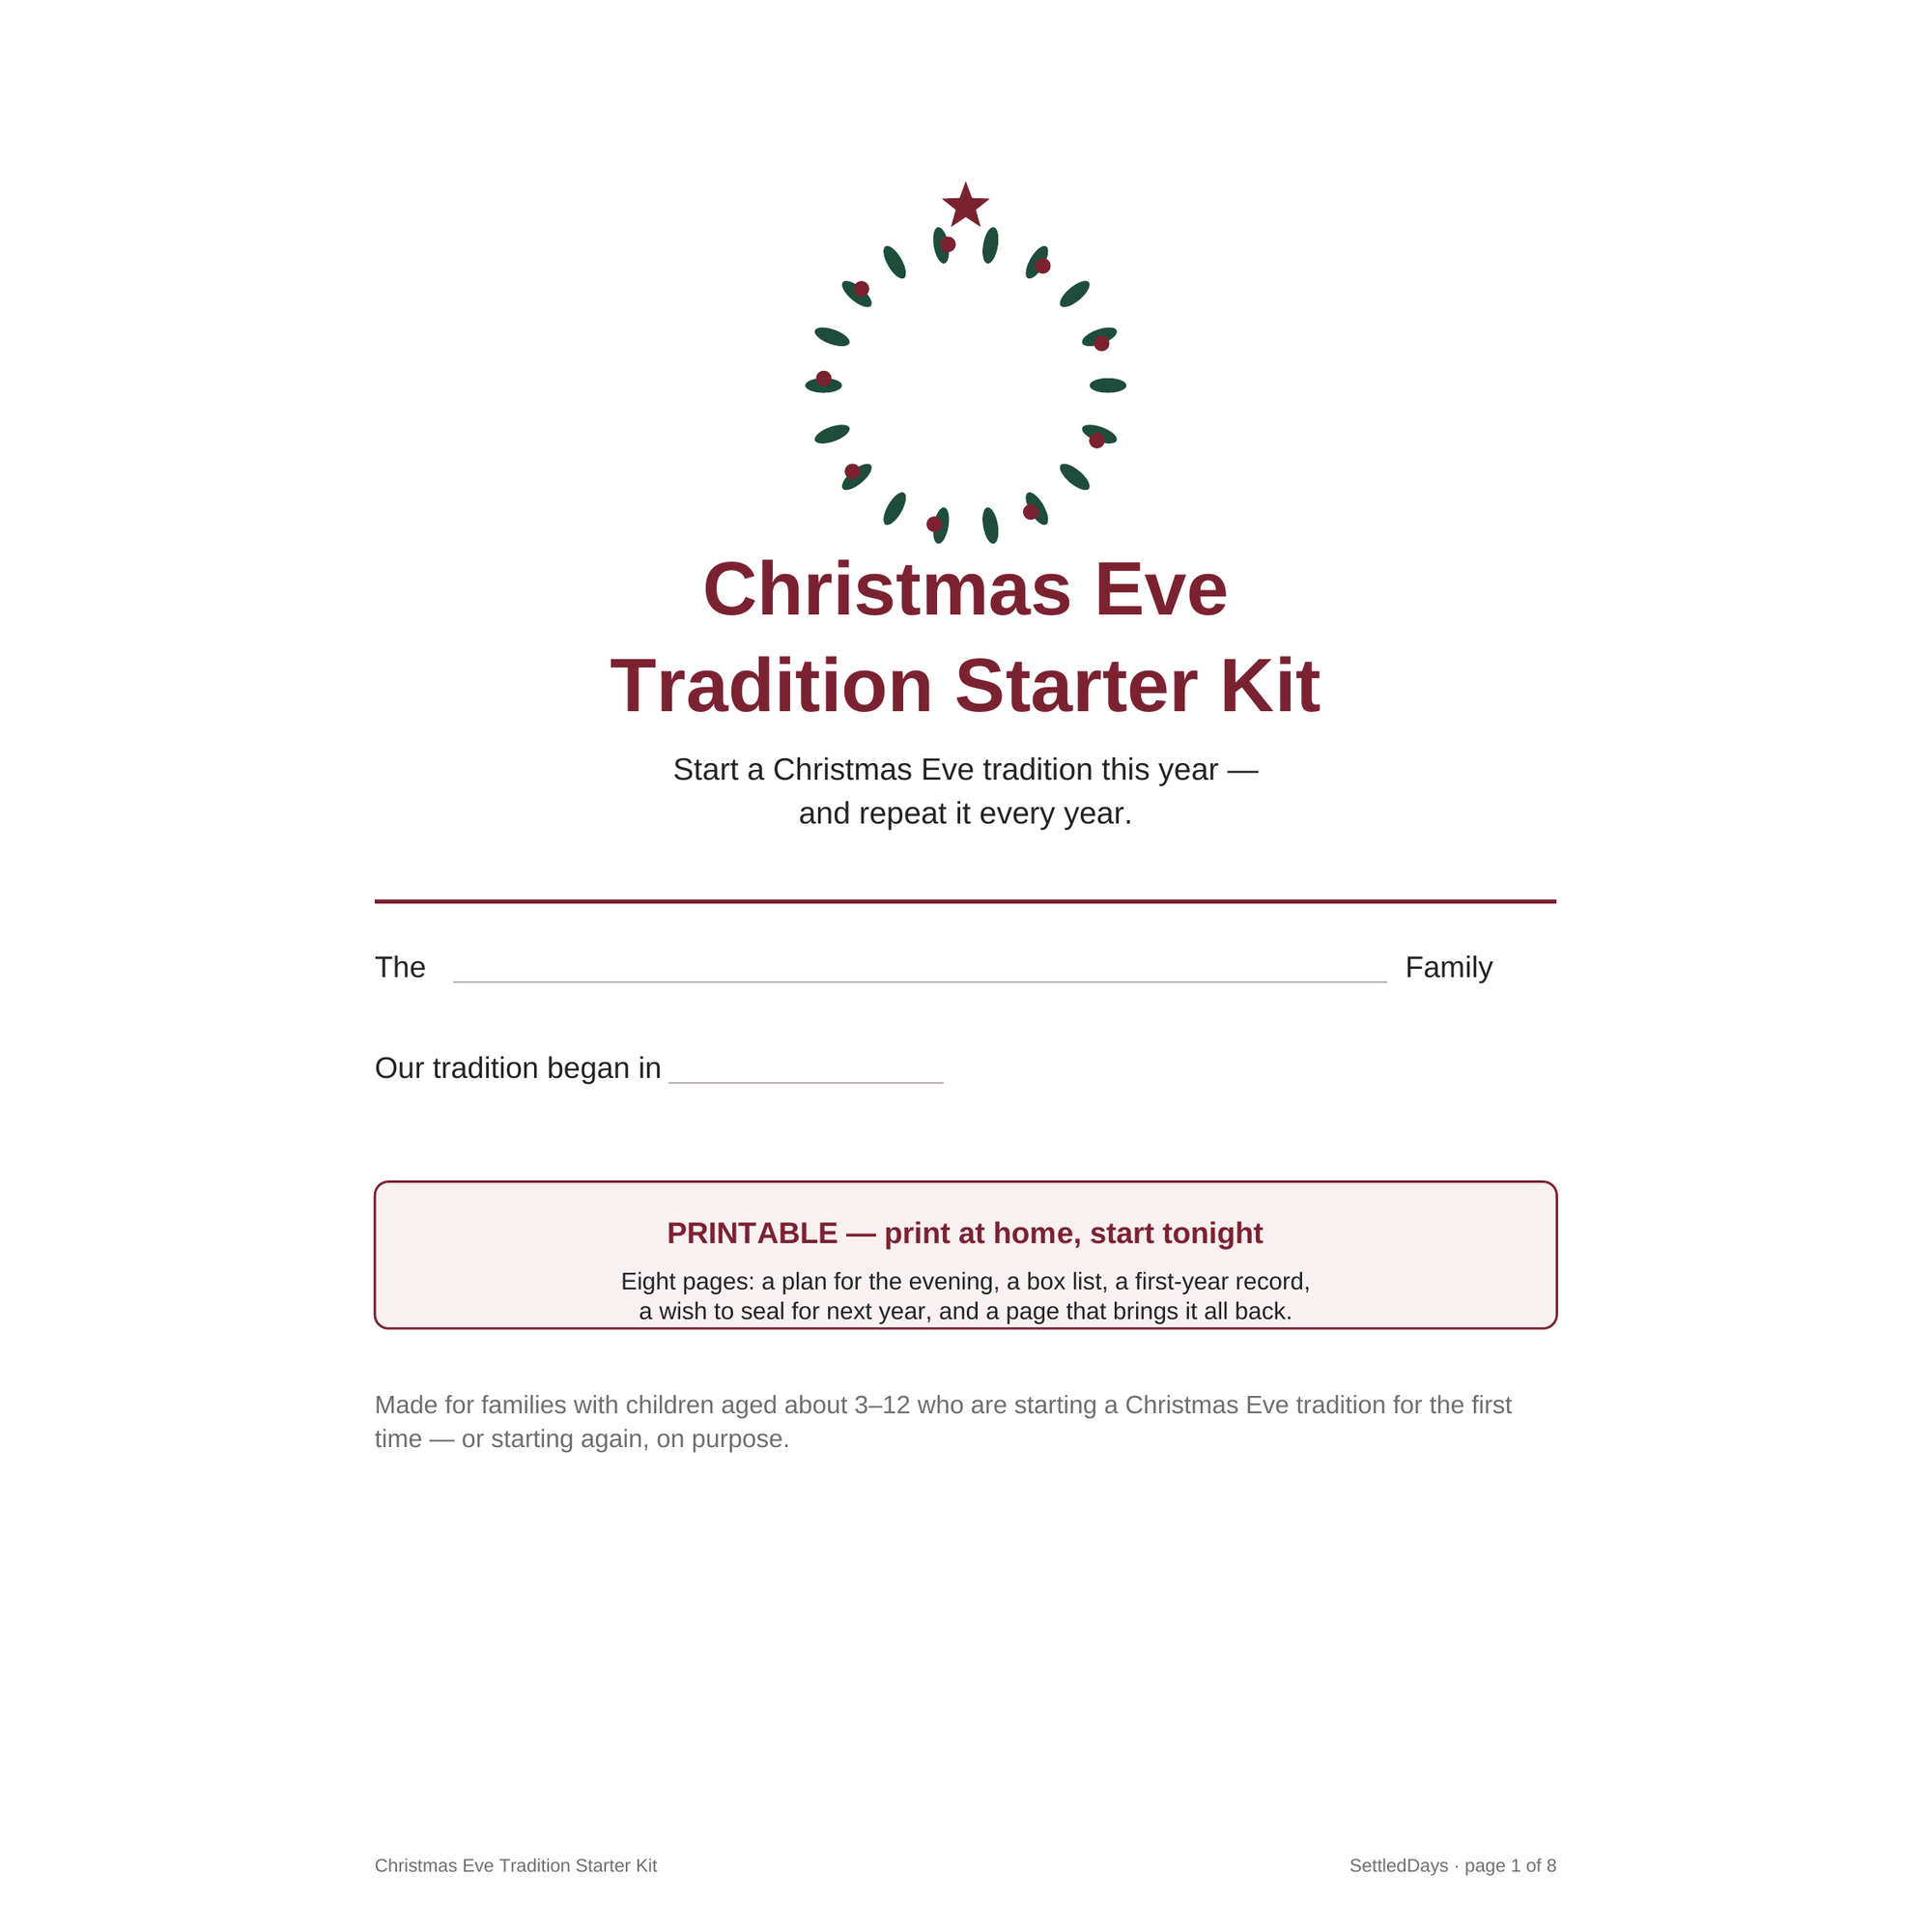 Christmas Eve
Tradition Starter Kit
Start a Christmas Eve tradition this year —
and repeat it every year.
The Family
Our tradition began in
PRINTABLE — print at home, start tonight
Eight pages: a plan for the evening, a box list, a first-year record,
a wish to seal for next year, and a page that brings it all back.
Made for families with children aged about 3–12 who are starting a Christmas Eve tradition for the first
time — or starting again, on purpose.
Christmas Eve Tradition Starter Kit
SettledDays · page 1 of 8